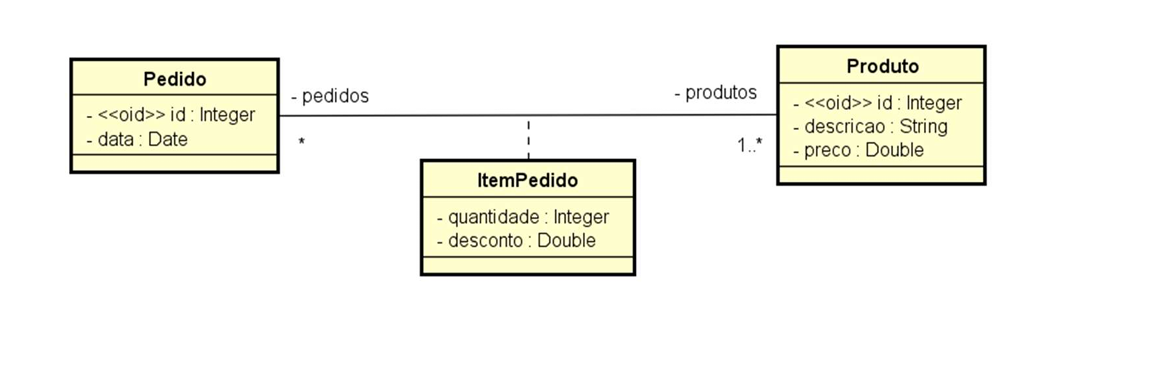 Pedido
- <<oid>> id : Integer
- data : Date
- pedidos
*
- produtos
1..*
Produto
- <<oid>> id : Integer
- descricao : String
- preco : Double
ItemPedido
- quantidade : Integer
- desconto : Double